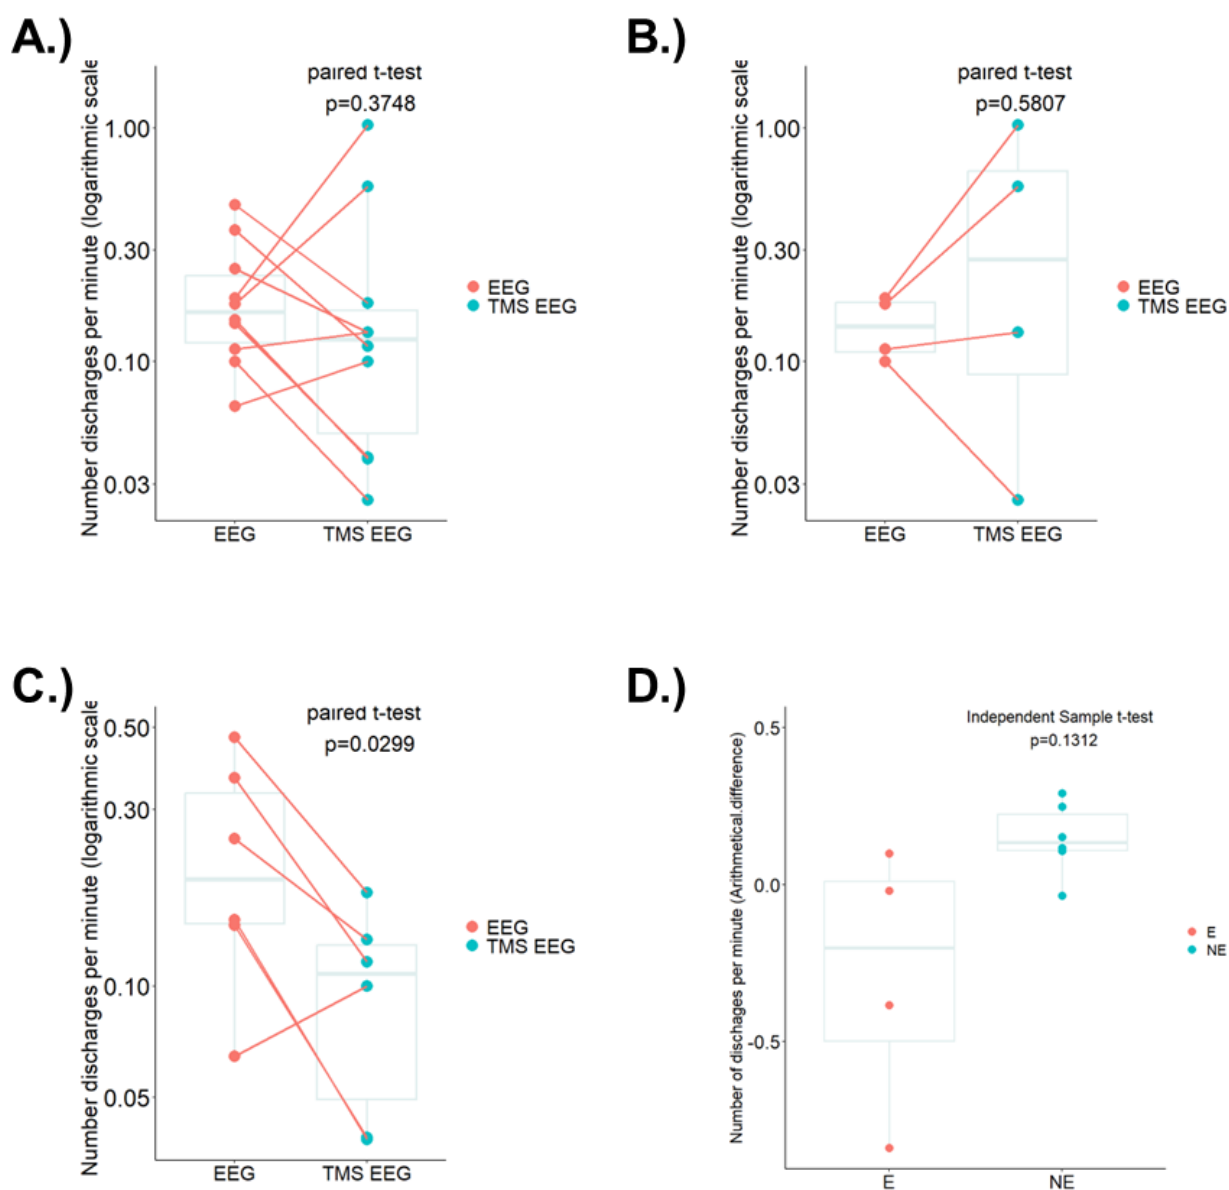 A.)
paired t-test
p=0.3748
Number discharges per minute (logarithmic scale
1.00
0.30
0.10
0.03
EEG
TMS EEG
EEG
TMS EEG
B.)
paired t-test
p=0.5807
Number discharges per minute (logarithmic scale
1.00
0.30
0.10
0.03
EEG
TMS EEG
EEG
TMS EEG
C.)
paired t-test
p=0.0299
Number discharges per minute (logarithmic scale
0.50
0.30
0.10
0.05
EEG
TMS EEG
EEG
TMS EEG
D.)
Independent Sample t-test
p=0.1312
Number of dischages per minute (Arithmetical.difference)
0.5
0.0
-0.5
E
NE
E
NE